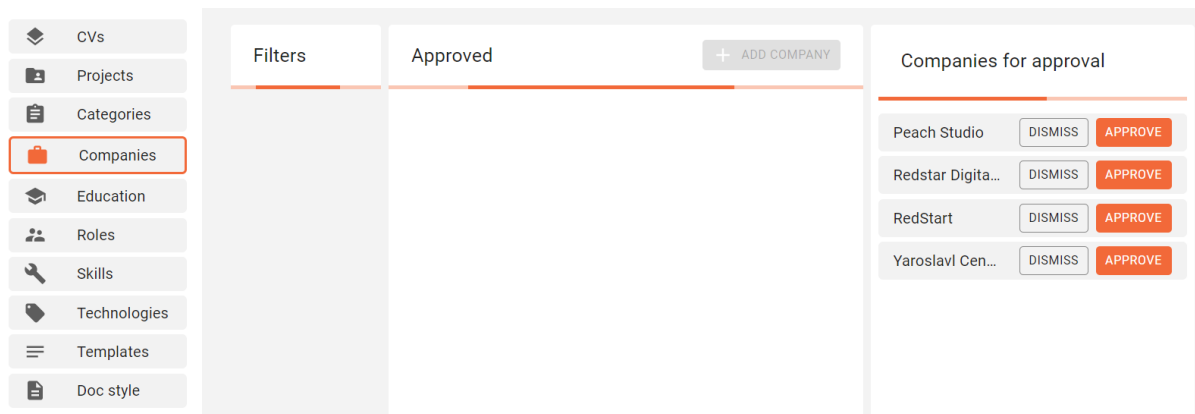 CVs
Projects
Categories
Companies
Education
Roles
Skills
Technologies
Templates
Doc style
Filters
Approved
ADD COMPANY
Companies for approval
Peach Studio DISMISS APPROVE
Redstar Digita... DISMISS APPROVE
RedStart DISMISS APPROVE
Yaroslavl Cen... DISMISS APPROVE